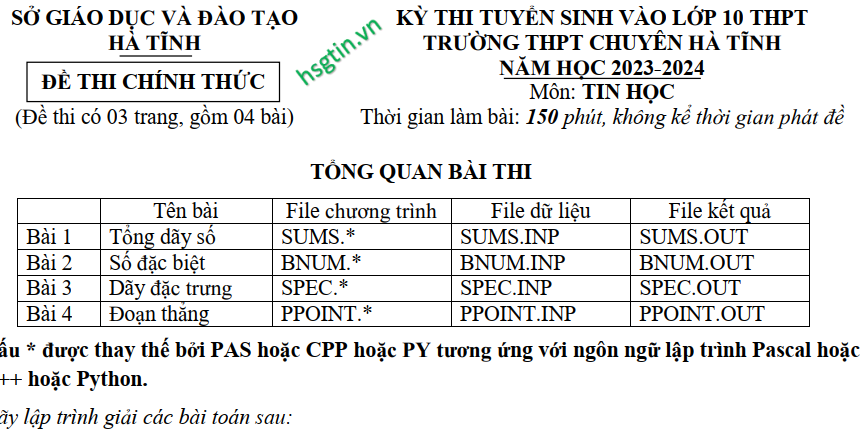 SỞ GIÁO DỤC VÀ ĐÀO TẠO
HÀ TĨNH
ĐỀ THI CHÍNH THỨC
(Đề thi có 03 trang, gồm 04 bài)
hsgtin.vn
KỲ THI TUYỂN SINH VÀO LỚP 10 THPT
TRƯỜNG THPT CHUYÊN HÀ TĨNH
NĂM HỌC 2023-2024
Môn: TIN HỌC
Thời gian làm bài: 150 phút, không kể thời gian phát đề
TỔNG QUAN BÀI THI
Tên bài File chương trình File dữ liệu File kết quả
Bài 1 Tổng dãy số SUMS.* SUMS.INP SUMS.OUT
Bài 2 Số đặc biệt BNUM.* BNUM.INP BNUM.OUT
Bài 3 Dãy đặc trưng SPEC.* SPEC.INP SPEC.OUT
Bài 4 Đoạn thẳng PPOINT.* PPOINT.INP PPOINT.OUT
ấu * được thay thế bởi PAS hoặc CPP hoặc PY tương ứng với ngôn ngữ lập trình Pascal hoặc
++ hoặc Python.
ãy lập trình giải các bài toán sau: